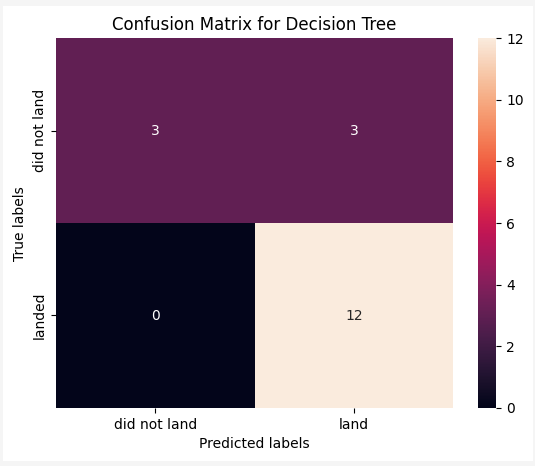 Confusion Matrix for Decision Tree
True labels
did not land
landed
3
3
0
12
did not land
land
Predicted labels
12
10
8
6
4
2
0